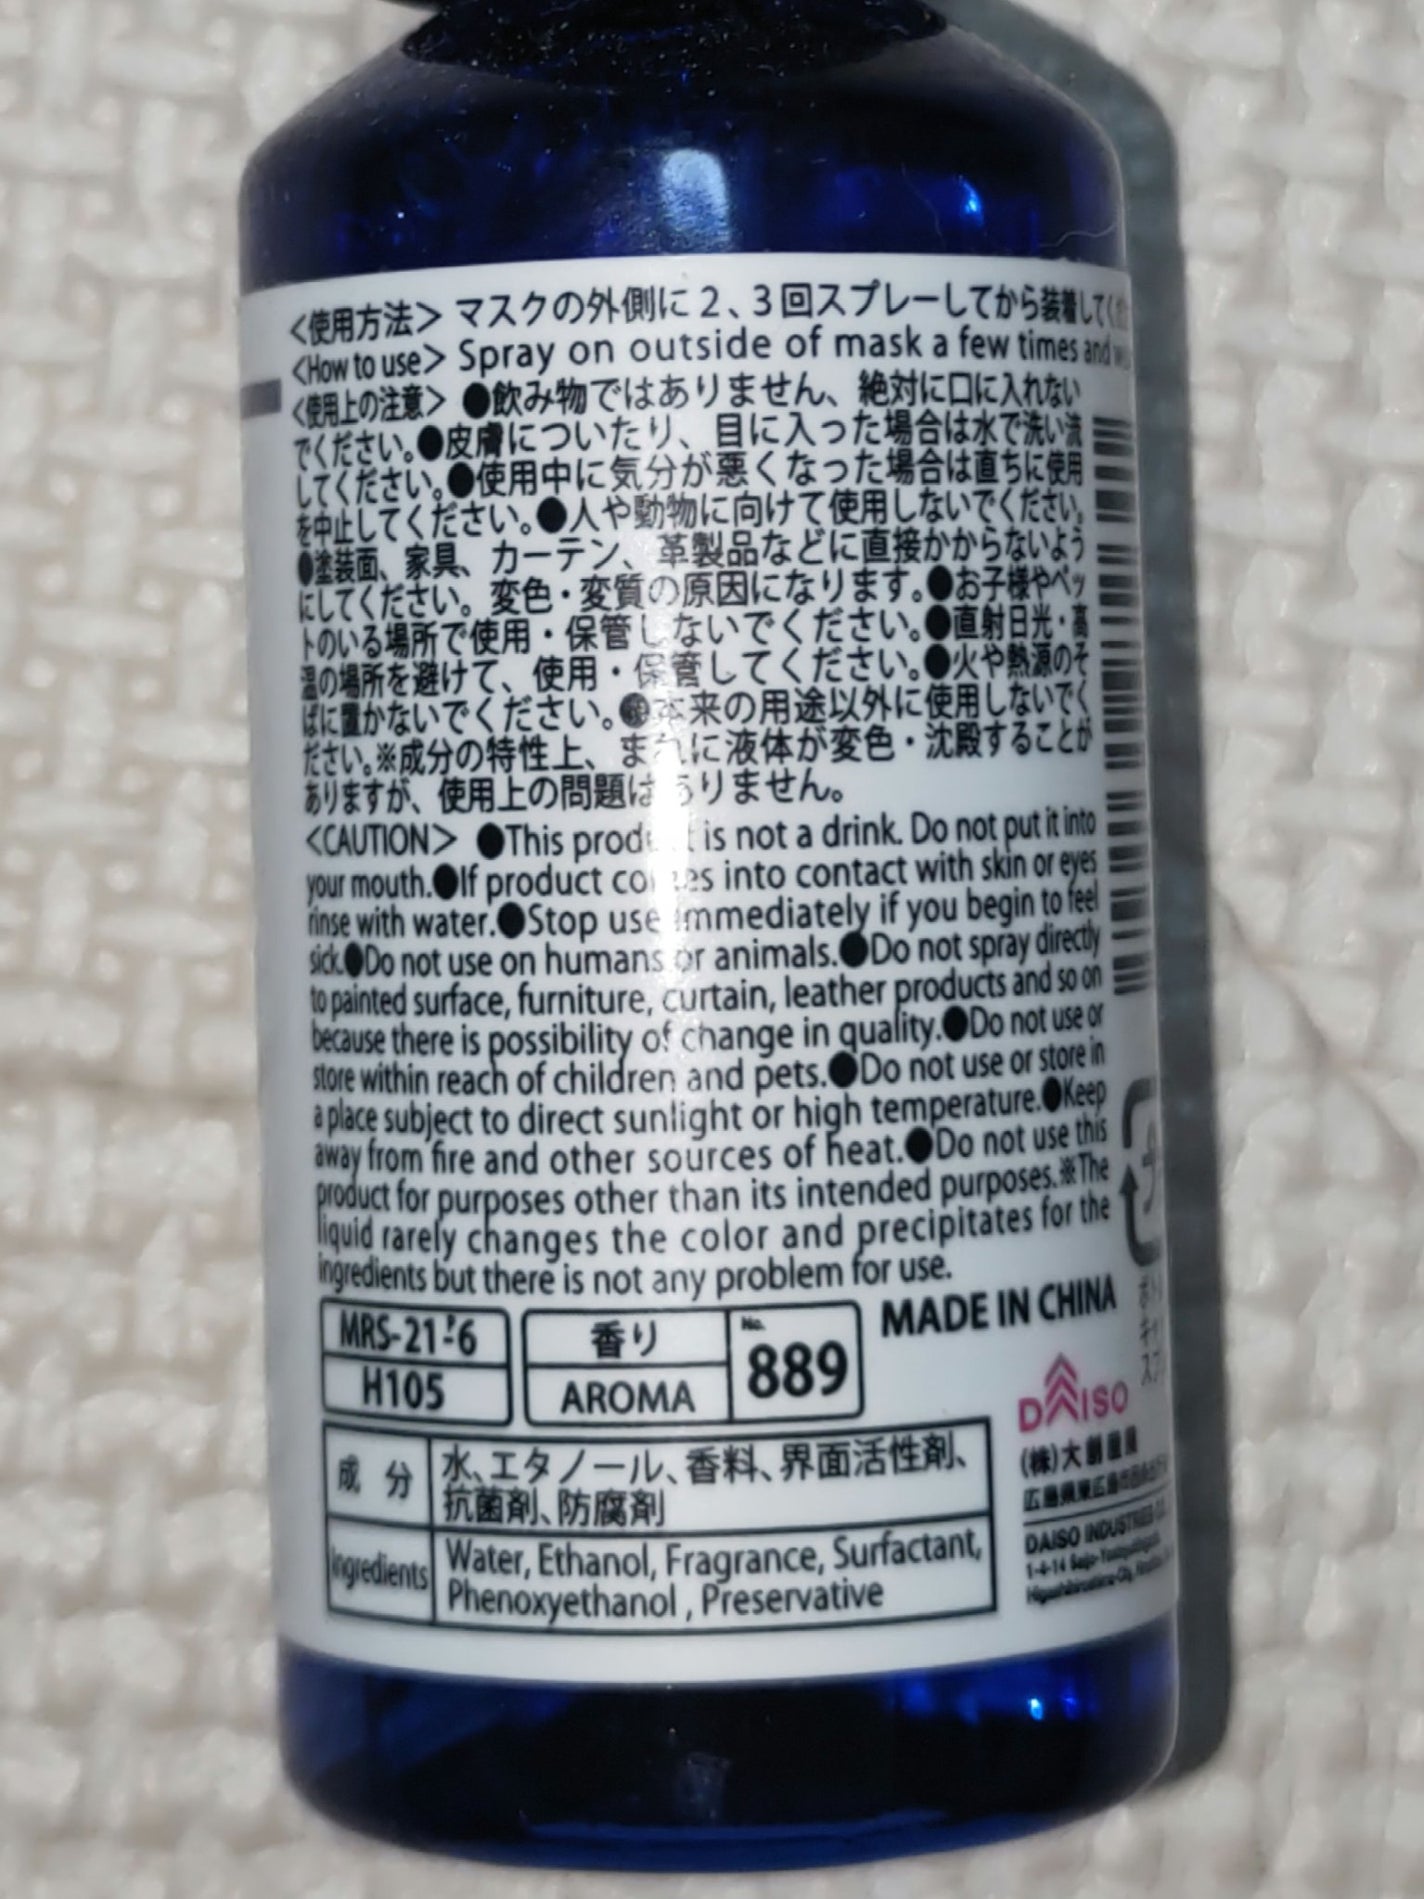 <使用方法> マスクの外側に2、3回スプレーしてから装着して
<How to use> Spray on outside of mask a few times and
<使用上の注意> ●飲み物ではありません、絶対に口に入れない
でください。●皮膚についたり、目に入った場合は水で洗い流
してください。●使用中に気分が悪くなった場合は直ちに使用
を中止してください。●人や動物に向けて使用しないでください。
●塗装面、家具、カーテン、革製品などに直接かからないよう
にしてください。変色・変質の原因になります。●お子様やペッ
トのいる場所で使用・保管しないでください。●直射日光・高
温の場所を避けて、使用・保管してください。●火や熱源のそ
ばに置かないでください。●本来の用途以外に使用しないでく
ださい。※成分の特性上、まれに液体が変色・沈殿することが
ありますが、使用上の問題はありません。
<CAUTION> ●This product is not a drink. Do not put it into
your mouth.●If product comes into contact with skin or eyes
rinse with water.●Stop use immediately if you begin to feel
sick.●Do not use on humans or animals.●Do not spray directly
to painted surface, furniture, curtain, leather products and so on
because there is possibility of change in quality.●Do not use or
store within reach of children and pets.●Do not use or store in
a place subject to direct sunlight or high temperature.●Keep
away from fire and other sources of heat.●Do not use this
product for purposes other than its intended purposes.※The
liquid rarely changes the color and precipitates for the
ingredients but there is not any problem for use.
MRS-21-'6
H105
香り
AROMA
No.
889
MADE IN CHINA
DAISO
(株)大創産業
DAISO INDUSTRIES
成分
水、エタノール、香料、界面活性剤、
抗菌剤、防腐剤
Ingredients
Water, Ethanol, Fragrance, Surfactant,
Phenoxyethanol , Preservative